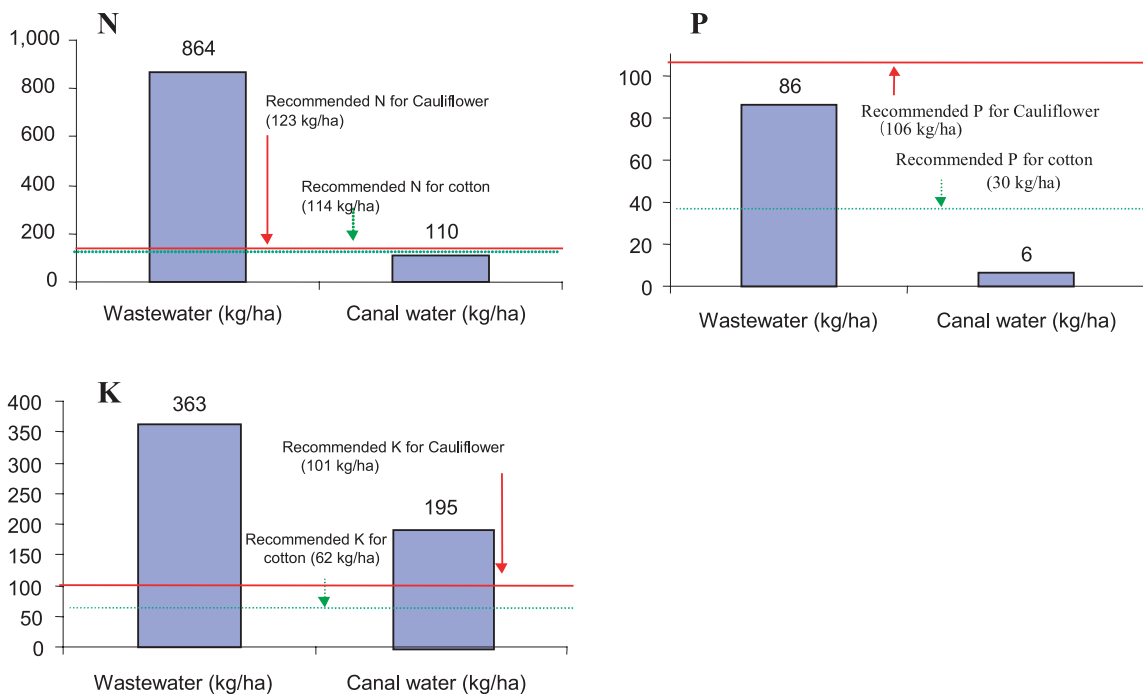 N
1,000
800
600
400
200
0
864
110
Recommended N for Cauliflower
(123 kg/ha)
Recommended N for cotton
(114 kg/ha)
Wastewater (kg/ha)
Canal water (kg/ha)
P
100
80
60
40
20
0
86
6
Recommended P for Cauliflower
(106 kg/ha)
Recommended P for cotton
(30 kg/ha)
Wastewater (kg/ha)
Canal water (kg/ha)
K
400
350
300
250
200
150
100
50
0
363
195
Recommended K for Cauliflower
(101 kg/ha)
Recommended K for
cotton (62 kg/ha)
Wastewater (kg/ha)
Canal water (kg/ha)